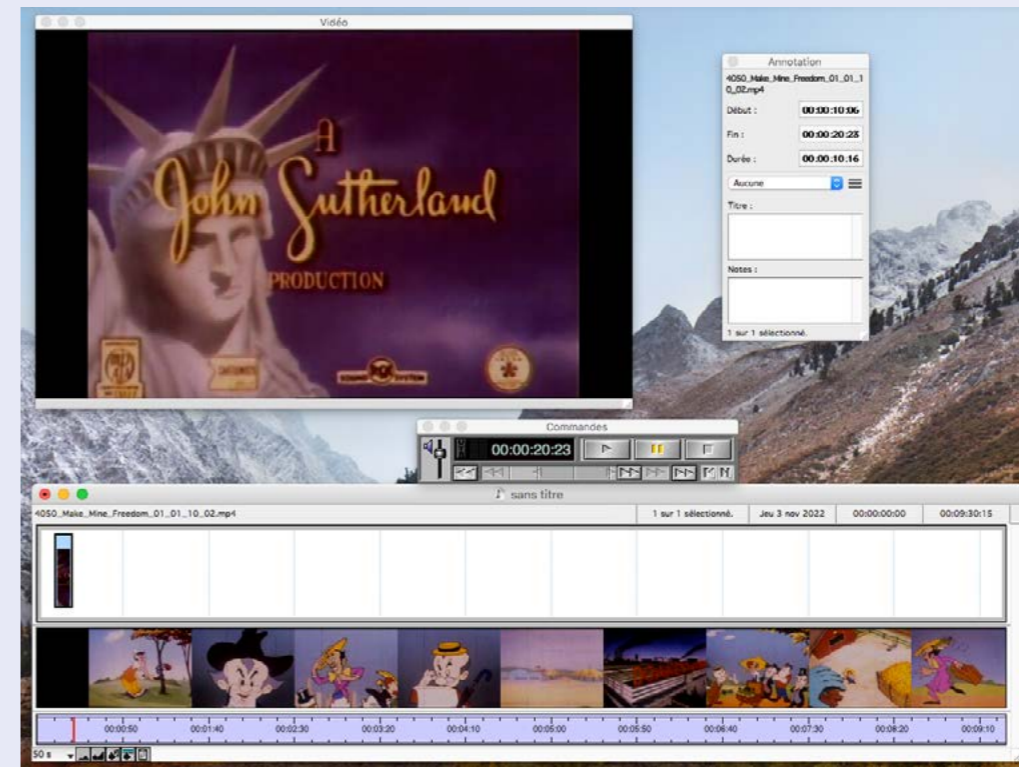 Vidéo
A
John Sutherland
PRODUCTION
SOUND RCA SYSTEM
Annotation
4050_Make_Mine_Freedom_01_01_1
0_02.mp4
Début :
00:00:10:06
Fin :
00:00:20:23
Durée :
00:00:10:16
Aucune
Titre :
Notes :
1 sur 1 sélectionné.
Commandes
00:00:20:23
sans titre
4050_Make_Mine_Freedom_01_01_10_02.mp4
1 sur 1 sélectionné.
Jeu 3 nov 2022
00:00:00:00
00:09:30:15
00:00:50
00:01:40
00:02:30
00:03:20
00:04:10
00:05:00
00:05:50
00:06:40
00:07:30
00:08:20
00:09:10
50 s